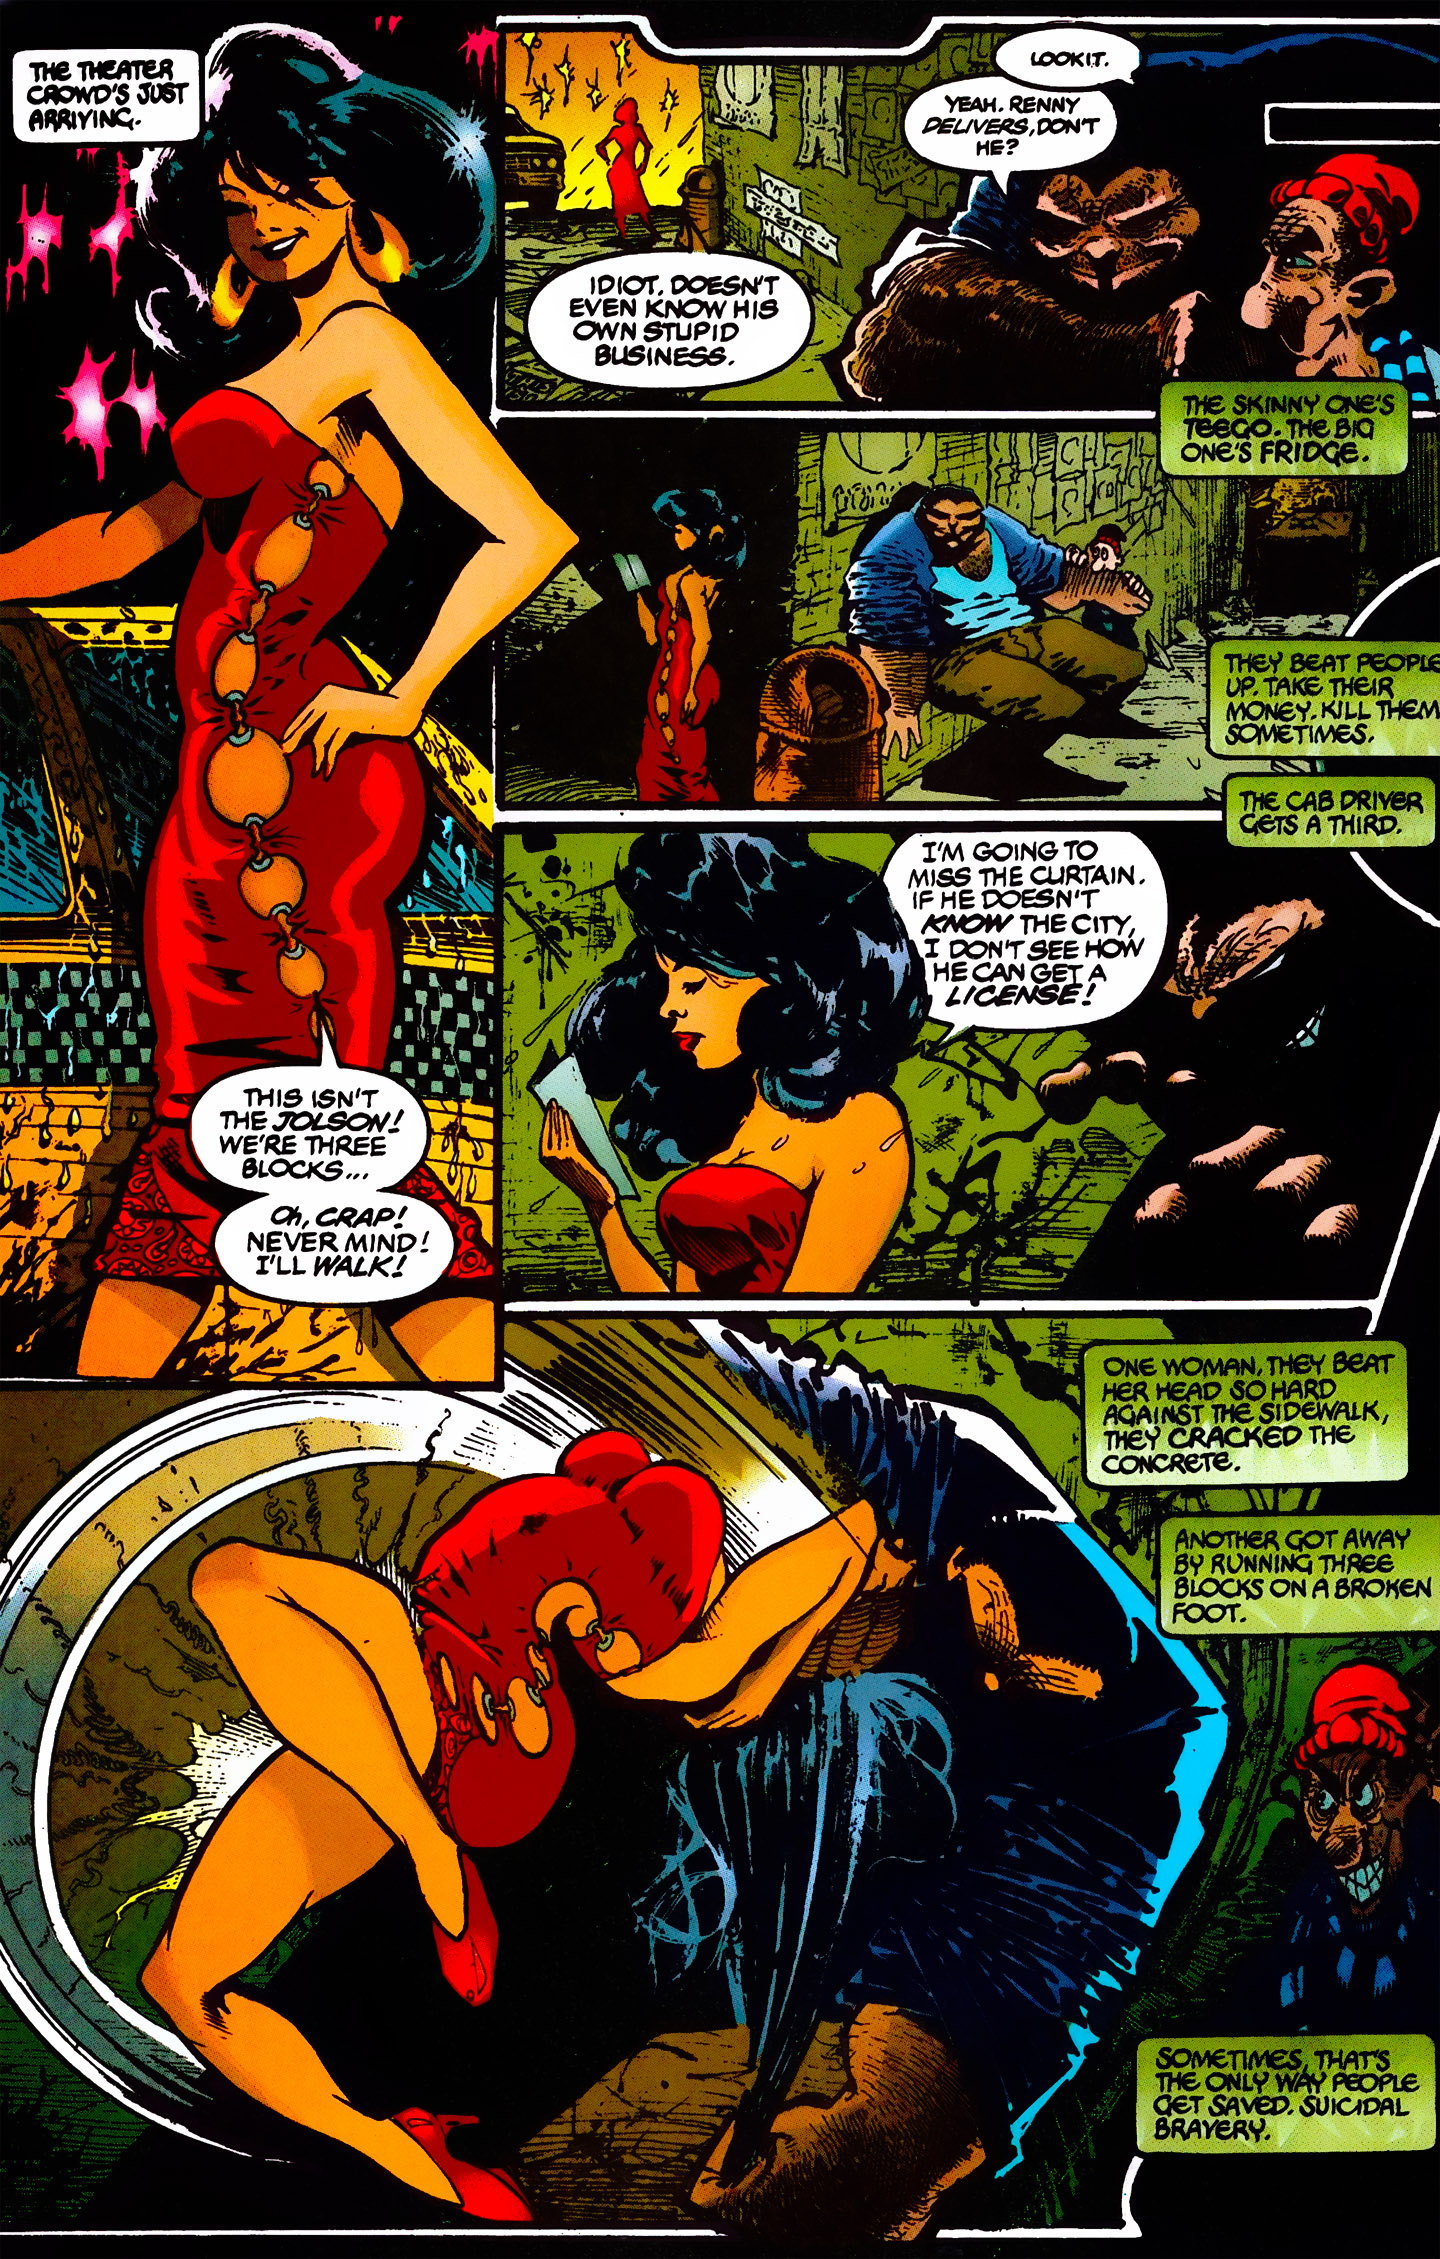 THE THEATER
CROWD'S JUST
ARRIVING.
THIS ISN'T
THE JOLSON!
WE'RE THREE
BLOCKS...
Oh, CRAP!
NEVER MIND!
I'LL WALK!
LOOKIT.
YEAH. RENNY
DELIVERS, DON'T
HE?
IDIOT. DOESN'T
EVEN KNOW HIS
OWN STUPID
BUSINESS.
THE SKINNY ONE'S
TEEGO. THE BIG
ONE'S FRIDGE.
THEY BEAT PEOPLE
UP. TAKE THEIR
MONEY. KILL THEM
SOMETIMES.
THE CAB DRIVER
GETS A THIRD.
I'M GOING TO
MISS THE CURTAIN.
IF HE DOESN'T
KNOW THE CITY,
I DON'T SEE HOW
HE CAN GET A
LICENSE!
ONE WOMAN, THEY BEAT
HER HEAD SO HARD
AGAINST THE SIDEWALK,
THEY CRACKED THE
CONCRETE.
ANOTHER GOT AWAY
BY RUNNING THREE
BLOCKS ON A BROKEN
FOOT.
SOMETIMES, THAT'S
THE ONLY WAY PEOPLE
GET SAVED. SUICIDAL
BRAVERY.